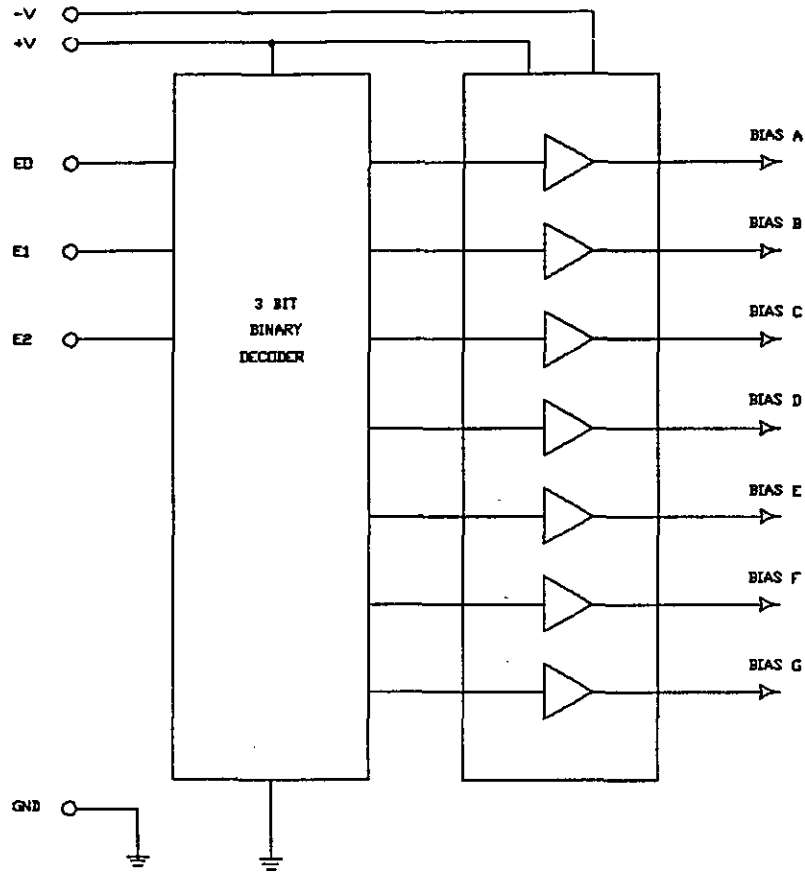 -V
+V
E0
E1
E2
GND
3 BIT
BINARY
DECODER
BIAS A
BIAS B
BIAS C
BIAS D
BIAS E
BIAS F
BIAS G